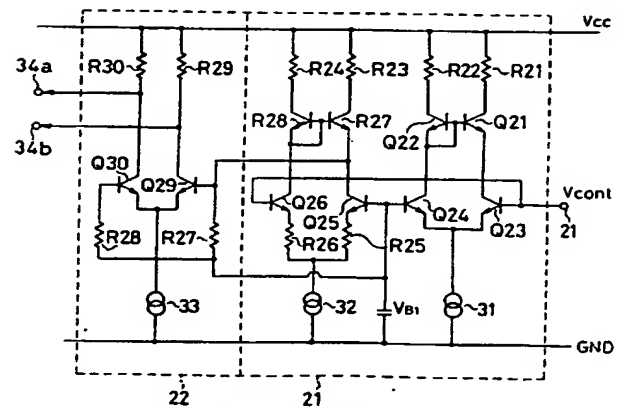 Vcc
34a
R30
R29
R24
R23
R22
R21
34b
R28
R27
Q22
Q21
Q30
Q29
Q26
Q25
Q24
Q23
Vcont
21
R28
R27
R26
R25
33
32
VB1
31
GND
22
21